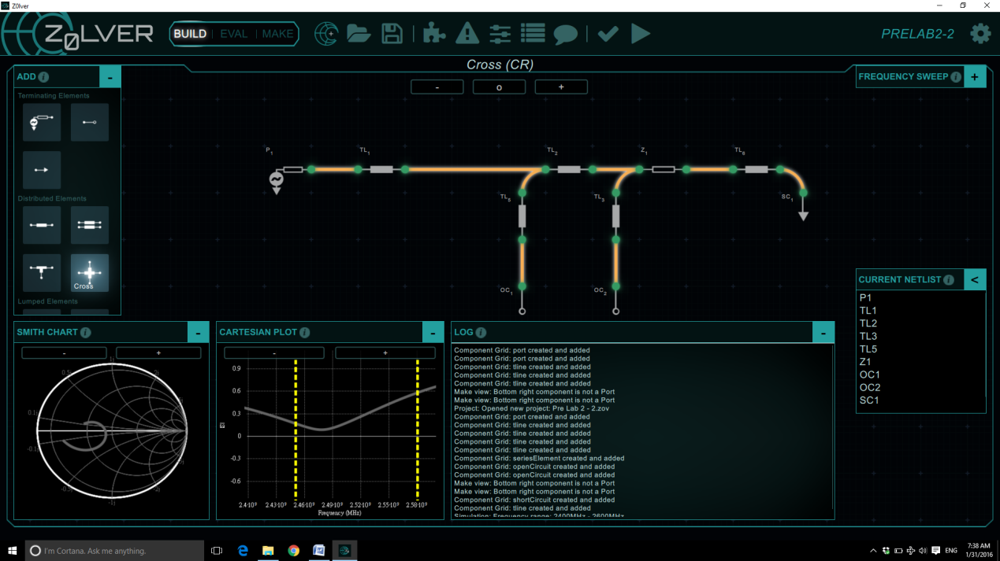 Z0lver
Z0LVER
BUILD EVAL MAKE
PRELAB2-2
Cross (CR)
- o +
ADD i -
Terminating Elements
Distributed Elements
Cross
Lumped Elements
FREQUENCY SWEEP i +
P1
TL1
TL2
Z1
TL6
TL5
TL3
SC1
OC1
OC2
CURRENT NETLIST i <
P1
TL1
TL2
TL3
TL5
Z1
OC1
OC2
SC1
SMITH CHART i -
- +
1j
0.5j
2j
0.1j
-0.1j
-0.5j
-2j
-1j
CARTESIAN PLOT i -
- +
0.9
0.6
0.3
0
-0.3
-0.6
2.4·10⁹ 2.43·10⁹ 2.46·10⁹ 2.49·10⁹ 2.52·10⁹ 2.55·10⁹ 2.58·10⁹
Frequency (MHz)
LOG i -
Component Grid: port created and added
Component Grid: port created and added
Component Grid: tline created and added
Component Grid: tline created and added
Component Grid: tline created and added
Make view: Bottom right component is not a Port
Make view: Bottom right component is not a Port
Project: Opened new project: Pre Lab 2 - 2.zov
Component Grid: port created and added
Component Grid: tline created and added
Component Grid: tline created and added
Component Grid: tline created and added
Component Grid: tline created and added
Component Grid: seriesElement created and added
Component Grid: openCircuit created and added
Component Grid: openCircuit created and added
Make view: Bottom right component is not a Port
Make view: Bottom right component is not a Port
Component Grid: shortCircuit created and added
Component Grid: tline created and added
Simulation: Frequency range: 2400MHz - 2600MHz
I'm Cortana. Ask me anything.
ENG
7:38 AM
1/31/2016